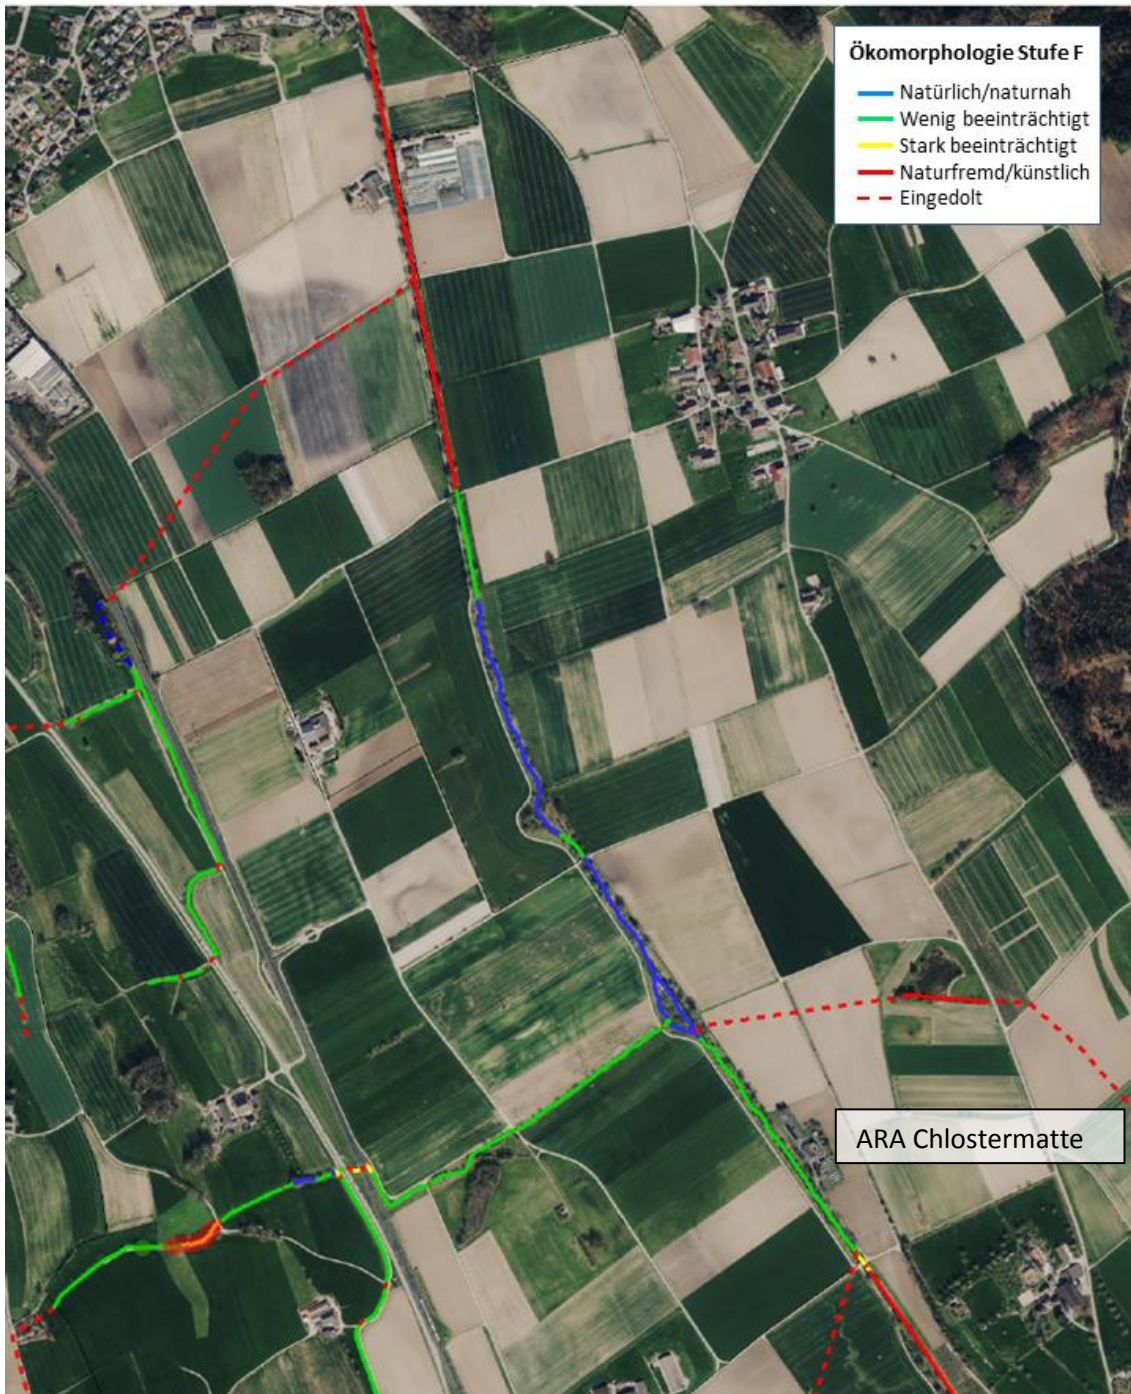 Ökomorphologie Stufe F
Natürlich/naturnah
Wenig beeinträchtigt
Stark beeinträchtigt
Naturfremd/künstlich
Eingedolt
ARA Chlostermatte